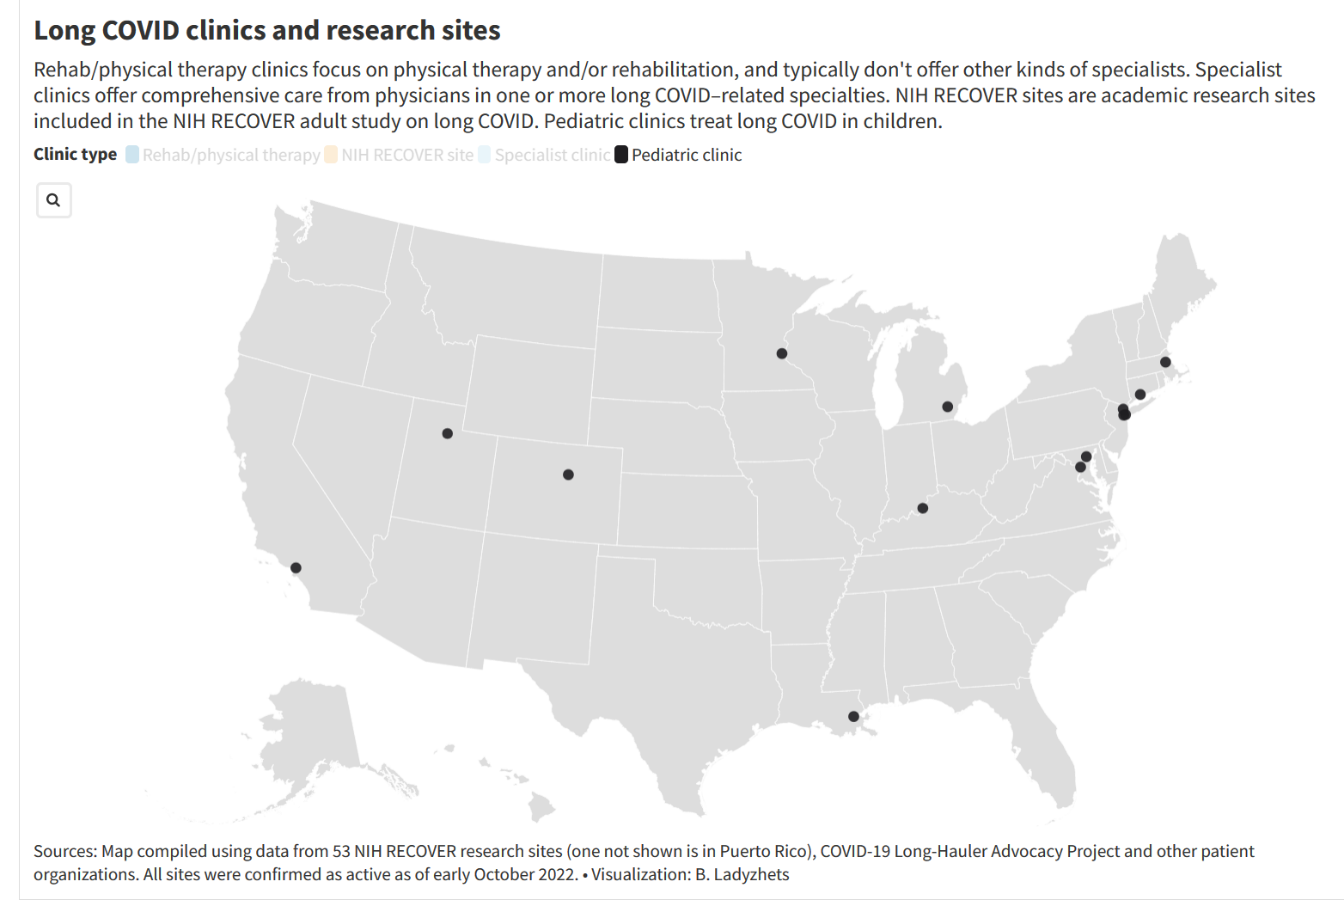 Long COVID clinics and research sites
Rehab/physical therapy clinics focus on physical therapy and/or rehabilitation, and typically don't offer other kinds of specialists. Specialist
clinics offer comprehensive care from physicians in one or more long COVID–related specialties. NIH RECOVER sites are academic research sites
included in the NIH RECOVER adult study on long COVID. Pediatric clinics treat long COVID in children.
Clinic type Rehab/physical therapy NIH RECOVER site Specialist clinic Pediatric clinic
Sources: Map compiled using data from 53 NIH RECOVER research sites (one not shown is in Puerto Rico), COVID-19 Long-Hauler Advocacy Project and other patient
organizations. All sites were confirmed as active as of early October 2022. • Visualization: B. Ladyzhets